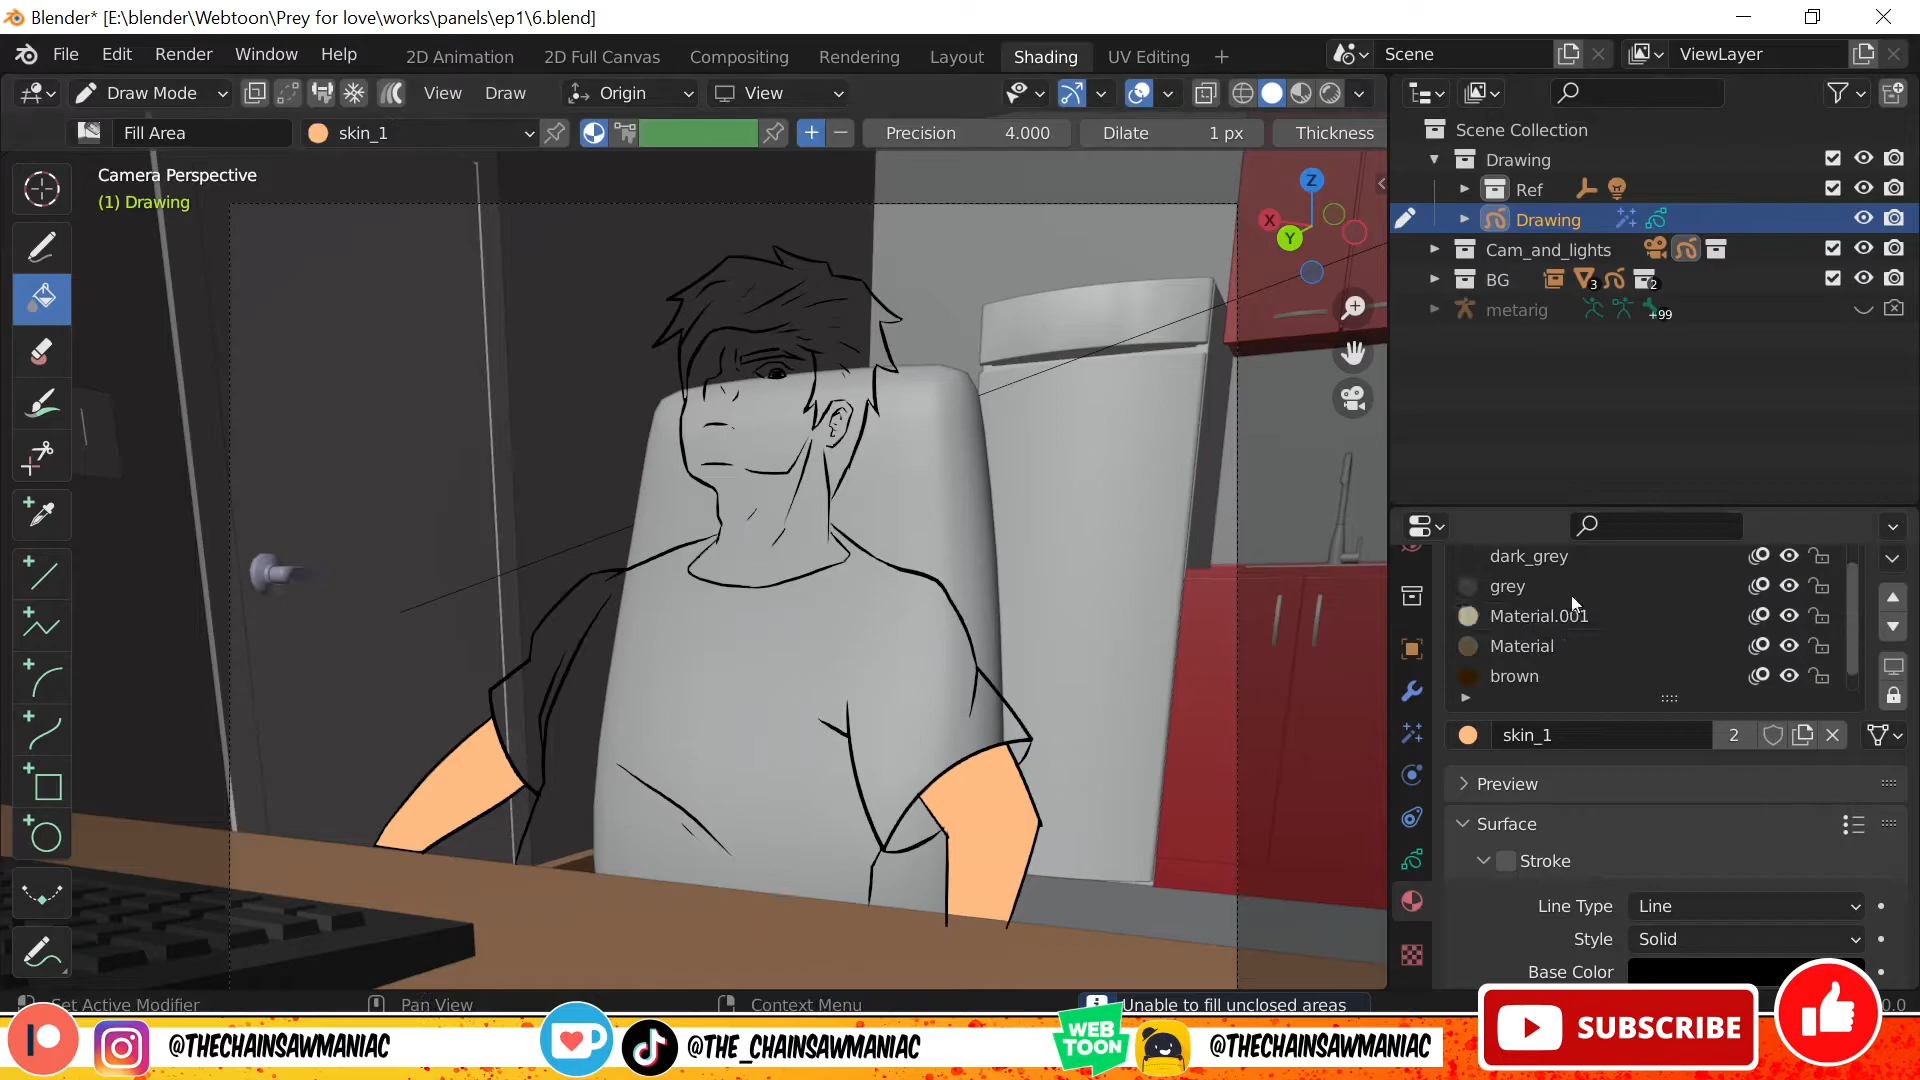 Blender* [E:\blender\Webtoon\Prey for love\works\panels\ep1\6.blend]
File Edit Render Window Help 2D Animation 2D Full Canvas Compositing Rendering Layout Shading UV Editing + Scene ViewLayer
Draw Mode View Draw Origin View
Fill Area skin_1 Precision 4.000 Dilate 1 px Thickness
Camera Perspective
(1) Drawing
Z
X
Y
Scene Collection
Drawing
Ref
Drawing
Cam_and_lights
BG 3 2
metarig +99
dark_grey
grey
Material.001
Material
brown
skin_1 2
Preview
Surface
Stroke
Line Type Line
Style Solid
Base Color
Set Active Modifier Pan View Context Menu Unable to fill unclosed areas
@THECHAINSAWMANIAC @THE_CHAINSAWMANIAC WEB TOON @THECHAINSAWMANIAC SUBSCRIBE